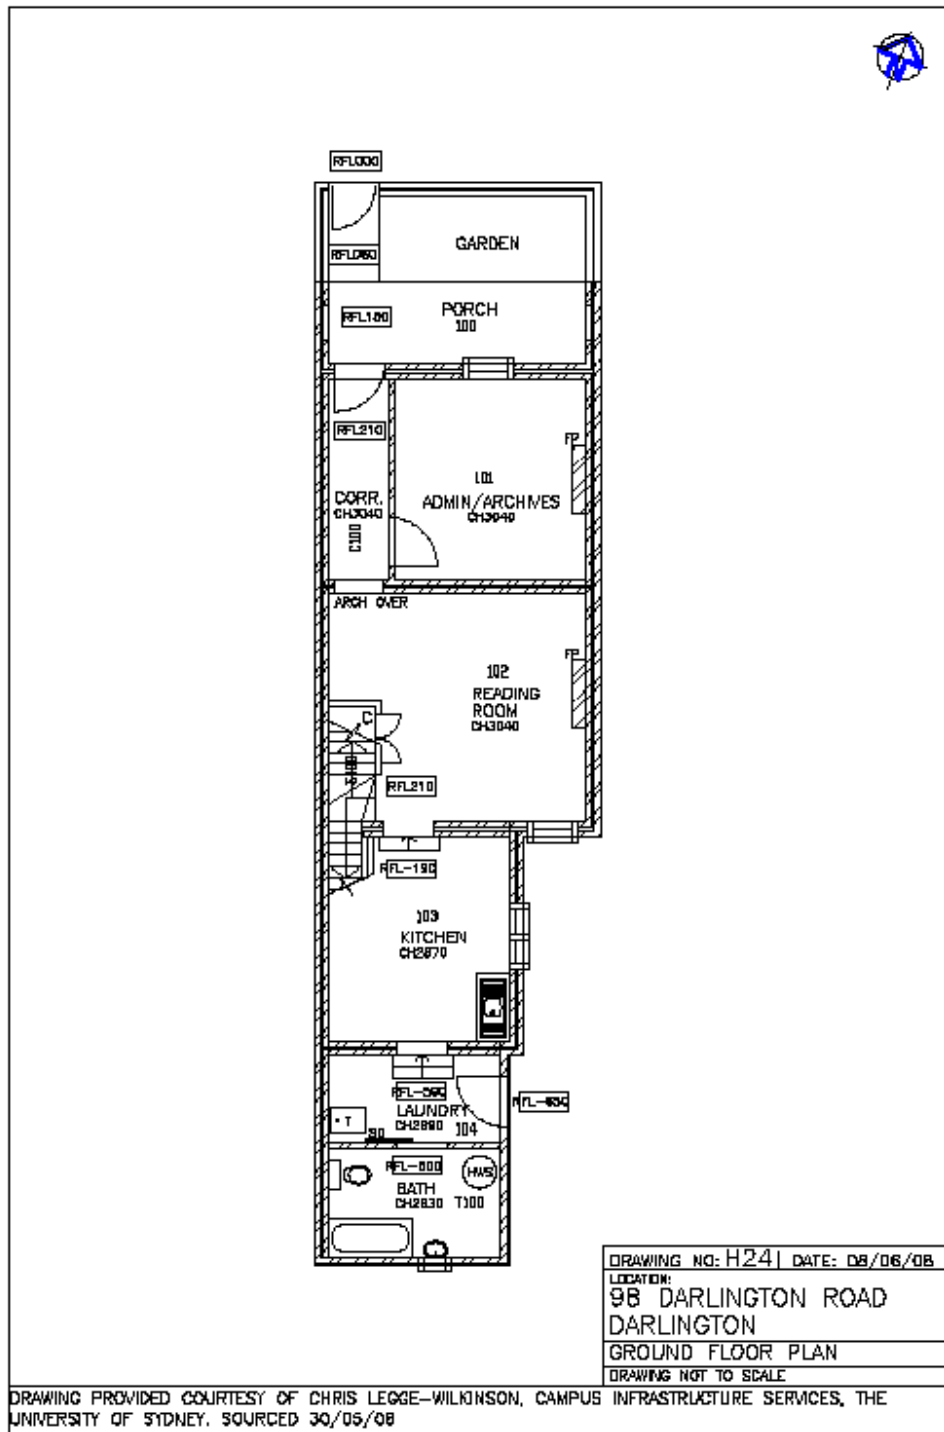 RFL000
GARDEN
RFL060
PORCH
100
RFL180
RFL210
FP
101
ADMIN/ARCHIVES
CH3040
CORR.
CH3040
C100
ARCH OVER
FP
102
READING
ROOM
CH3040
C
RFL210
RFL-190
103
KITCHEN
CH2870
RFL-590
LAUNDRY
CH2890 104
T
SD
RFL-600
HWS
BATH
CH2830 T100
DRAWING NO: H241 DATE: 08/06/08
LOCATION:
98 DARLINGTON ROAD
DARLINGTON
GROUND FLOOR PLAN
DRAWING NOT TO SCALE
DRAWING PROVIDED COURTESY OF CHRIS LEGGE-WILKINSON, CAMPUS INFRASTRUCTURE SERVICES, THE
UNIVERSITY OF SYDNEY. SOURCED 30/05/08